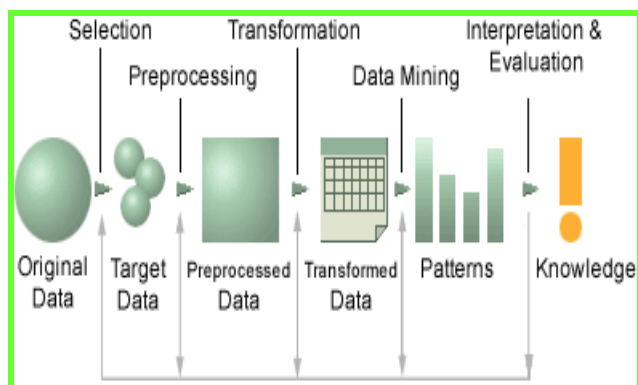 Selection
Transformation
Interpretation &
Evaluation
Preprocessing
Data Mining
Original
Data
Target
Data
Preprocessed
Data
Transformed
Data
Patterns
Knowledge